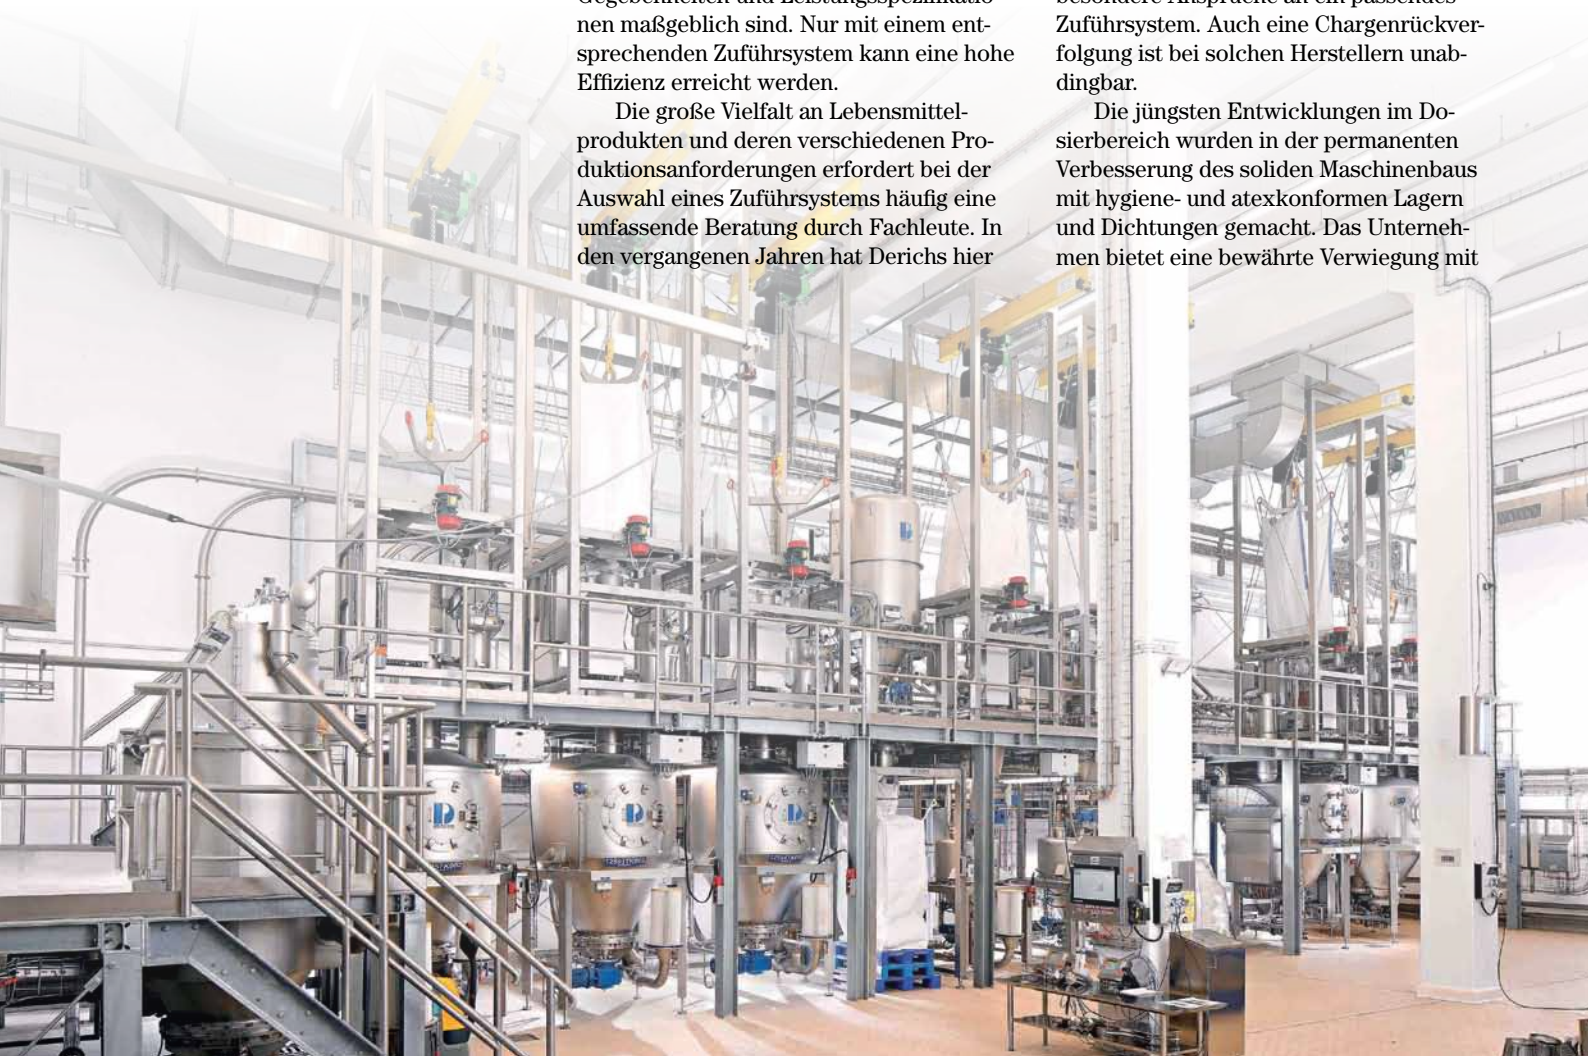 nen maßgeblich sind. Nur mit einem ent-
sprechenden Zuführsystem kann eine hohe
Effizienz erreicht werden.
Die große Vielfalt an Lebensmittel-
produkten und deren verschiedenen Pro-
duktionsanforderungen erfordert bei der
Auswahl eines Zuführsystems häufig eine
umfassende Beratung durch Fachleute. In
den vergangenen Jahren hat Derichs hier
Zuführsystem. Auch eine Chargenrückver-
folgung ist bei solchen Herstellern unab-
dingbar.
Die jüngsten Entwicklungen im Do-
sierbereich wurden in der permanenten
Verbesserung des soliden Maschinenbaus
mit hygiene- und atexkonformen Lagern
und Dichtungen gemacht. Das Unterneh-
men bietet eine bewährte Verwiegung mit